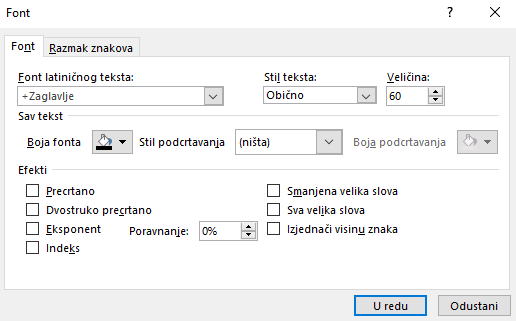 Font
? ×
Font Razmak znakova
Font latiničnog teksta: Stil teksta: Veličina:
+Zaglavlje Obično 60
Sav tekst
Boja fonta Stil podcrtavanja (ništa) Boja podcrtavanja
Efekti
Precrtano Smanjena velika slova
Dvostruko precrtano Sva velika slova
Eksponent Poravnanje: 0% Izjednači visinu znaka
Indeks
U redu Odustani